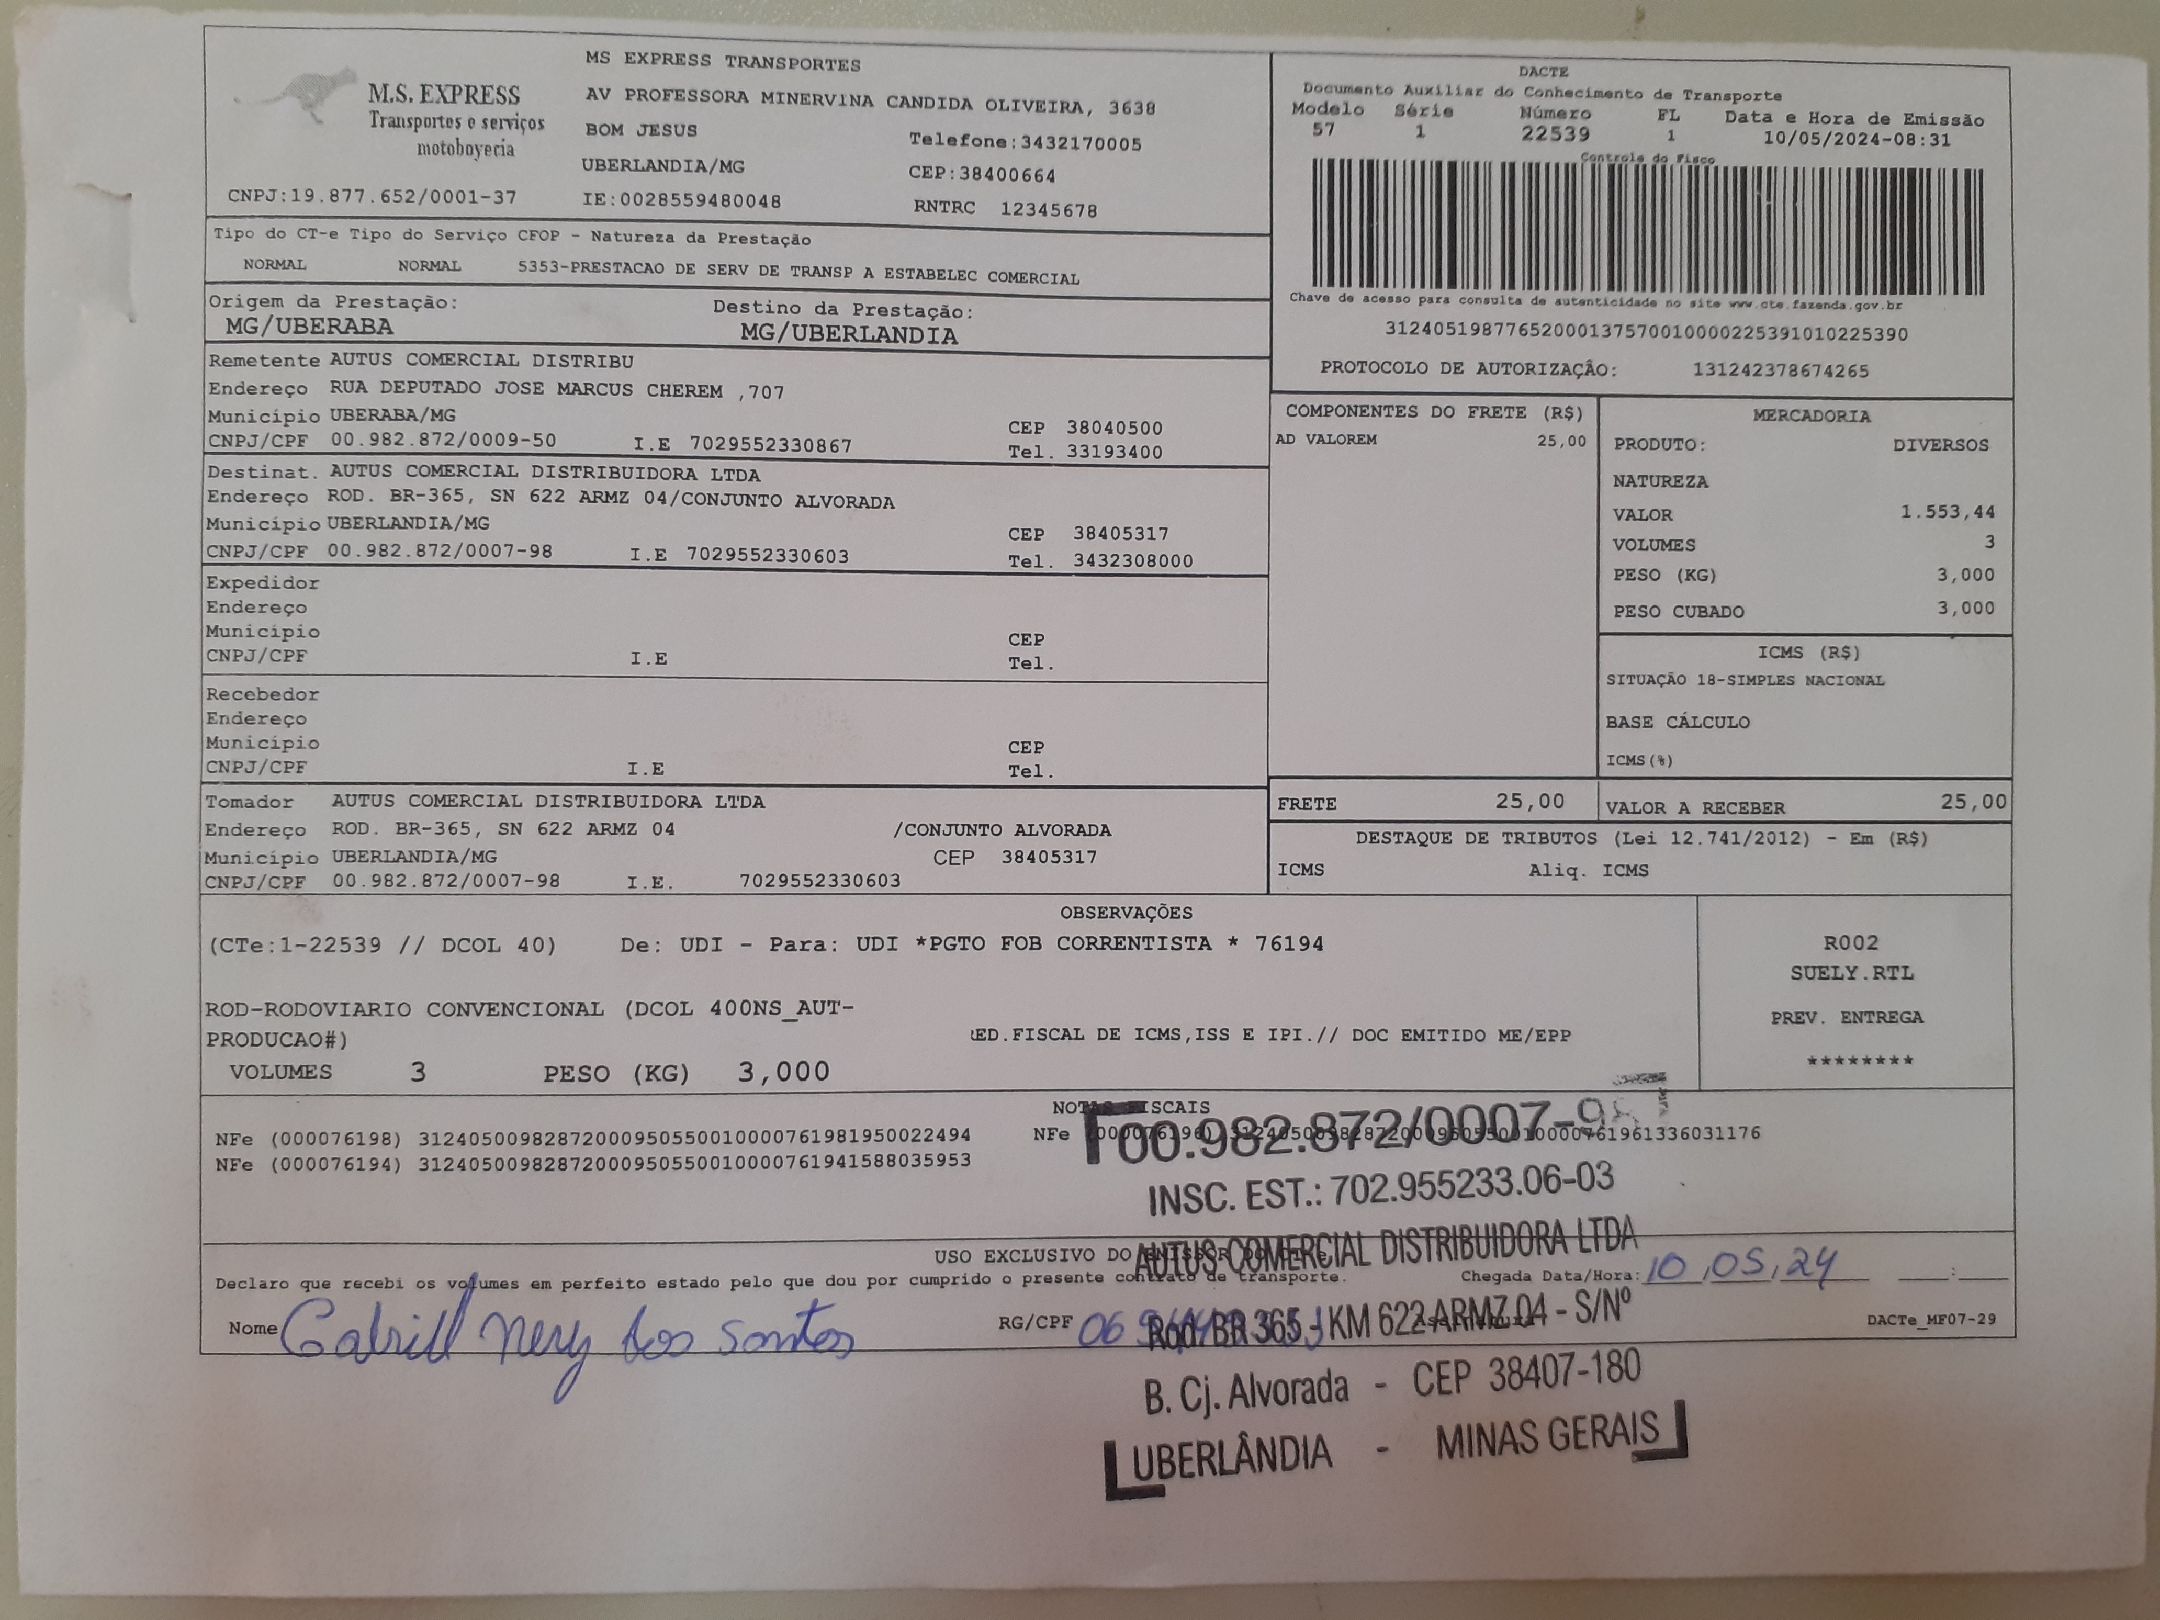 M.S. EXPRESS
Transportes e serviços
motoboyecia
CNPJ:19.877.652/0001-37
MS EXPRESS TRANSPORTES
AV PROFESSORA MINERVINA CANDIDA OLIVEIRA, 3638
BOM JESUS
Telefone:3432170005
UBERLANDIA/MG
CEP:38400664
IE:0028559480048
RNTRC 12345678
DACTE
Documento Auxiliar do Conhecimento de Transporte
Modelo Série Número FL Data e Hora de Emissão
57 1 22539 1 10/05/2024-08:31
Controle do Fisco
Chave de acesso para consulta de autenticidade no site www.cte.fazenda.gov.br
31240519877652000137570010000225391010225390
PROTOCOLO DE AUTORIZAÇÂO: 131242378674265
Tipo do CT-e Tipo do Serviço CFOP - Natureza da Prestação
NORMAL NORMAL 5353-PRESTACAO DE SERV DE TRANSP A ESTABELEC COMERCIAL
Origem da Prestação: Destino da Prestação:
MG/UBERABA MG/UBERLANDIA
Remetente AUTUS COMERCIAL DISTRIBU
Endereço RUA DEPUTADO JOSE MARCUS CHEREM ,707
Município UBERABA/MG CEP 38040500
CNPJ/CPF 00.982.872/0009-50 I.E 7029552330867 Tel. 33193400
Destinat. AUTUS COMERCIAL DISTRIBUIDORA LTDA
Endereço ROD. BR-365, SN 622 ARMZ 04/CONJUNTO ALVORADA
Município UBERLANDIA/MG CEP 38405317
CNPJ/CPF 00.982.872/0007-98 I.E 7029552330603 Tel. 3432308000
Expedidor
Endereço
Município CEP
CNPJ/CPF I.E Tel.
Recebedor
Endereço
Município CEP
CNPJ/CPF I.E Tel.
Tomador AUTUS COMERCIAL DISTRIBUIDORA LTDA
Endereço ROD. BR-365, SN 622 ARMZ 04 /CONJUNTO ALVORADA
Município UBERLANDIA/MG CEP 38405317
CNPJ/CPF 00.982.872/0007-98 I.E. 7029552330603
COMPONENTES DO FRETE (R$)
AD VALOREM 25,00
MERCADORIA
PRODUTO: DIVERSOS
NATUREZA
VALOR 1.553,44
VOLUMES 3
PESO (KG) 3,000
PESO CUBADO 3,000
ICMS (R$)
SITUAÇÃO 18-SIMPLES NACIONAL
BASE CÁLCULO
ICMS(%)
FRETE 25,00 VALOR A RECEBER 25,00
DESTAQUE DE TRIBUTOS (Lei 12.741/2012) - Em (R$)
ICMS Aliq. ICMS
OBSERVAÇÕES
(CTe:1-22539 // DCOL 40) De: UDI - Para: UDI *PGTO FOB CORRENTISTA * 76194
ROD-RODOVIARIO CONVENCIONAL (DCOL 400NS_AUT-
PRODUCAO#) ED.FISCAL DE ICMS,ISS E IPI.// DOC EMITIDO ME/EPP
VOLUMES 3 PESO (KG) 3,000
R002
SUELY.RTL
PREV. ENTREGA
********
NOTAS FISCAIS
NFe (000076198) 31240500982872000950550010000761981950022494
NFe
NFe (000076194) 31240500982872000950550010000761941588035953
00.982.872/0007-98
INSC. EST.: 702.955233.06-03
AUTUS COMERCIAL DISTRIBUIDORA LTDA
Rod. BR 365 - KM 622 ARMZ 04 - S/Nº
B. Cj. Alvorada - CEP 38407-180
UBERLÂNDIA - MINAS GERAIS
USO EXCLUSIVO DO EMISSOR DO
Declaro que recebi os volumes em perfeito estado pelo que dou por cumprido o presente contrato de transporte. Chegada Data/Hora: 10,05,24 __:__
Nome Gabriell Nery dos Santos RG/CPF Assinatura DACTe_MF07-29